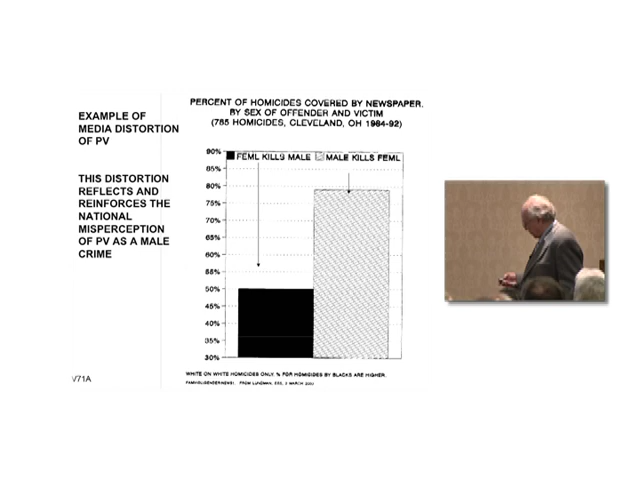 EXAMPLE OF
MEDIA DISTORTION
OF PV
THIS DISTORTION
REFLECTS AND
REINFORCES THE
NATIONAL
MISPERCEPTION
OF PV AS A MALE
CRIME
V71A
PERCENT OF HOMICIDES COVERED BY NEWSPAPER.
BY SEX OF OFFENDER AND VICTIM
(785 HOMICIDES, CLEVELAND, OH 1984-92)
FEML KILLS MALE MALE KILLS FEML
90%
85%
80%
75%
70%
65%
60%
55%
50%
45%
40%
35%
30%
WHITE ON WHITE HOMICIDES ONLY. % FOR HOMICIDES BY BLACKS ARE HIGHER.
FROM LUNDMAN,